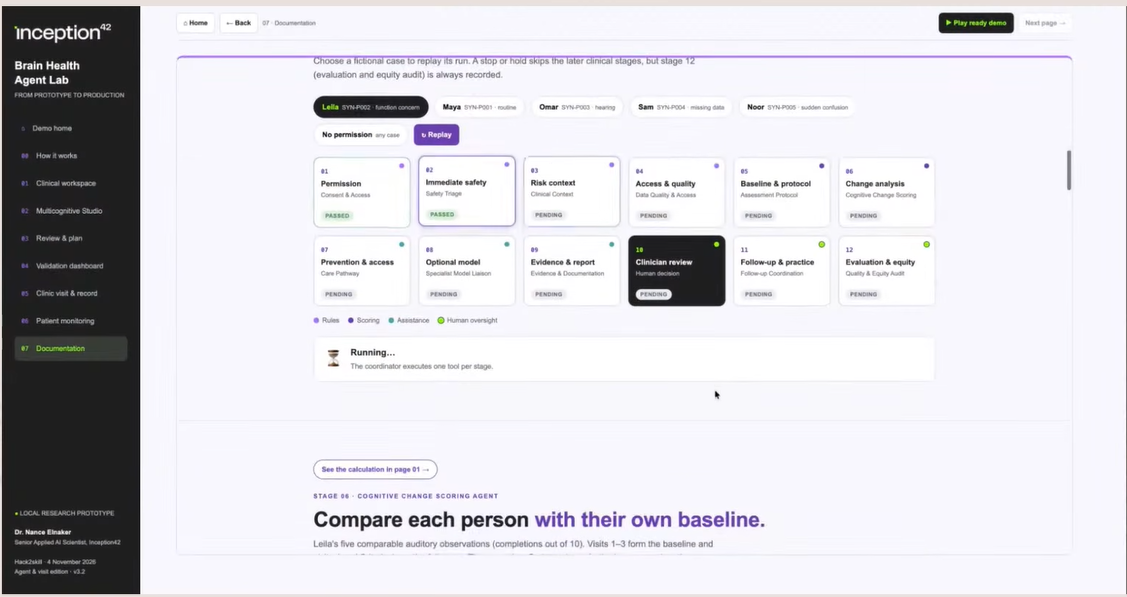 inception42
Brain Health
Agent Lab
FROM PROTOTYPE TO PRODUCTION
Demo home
00 How it works
01 Clinical workspace
02 Multicognitive Studio
03 Review & plan
04 Validation dashboard
05 Clinic visit & record
06 Patient monitoring
07 Documentation
LOCAL RESEARCH PROTOTYPE
Dr. Nance Elnaker
Senior Applied AI Scientist, Inception42
Hack2skill · 4 November 2026
Agent & visit edition · v3.2
⌂ Home
← Back
07 · Documentation
▶ Play ready demo
Next page →
Choose a fictional case to replay its run. A stop or hold skips the later clinical stages, but stage 12
(evaluation and equity audit) is always recorded.
Leila SYN-P002 · function concern
Maya SYN-P001 · routine
Omar SYN-P003 · hearing
Sam SYN-P004 · missing data
Noor SYN-P005 · sudden confusion
No permission any case
↻ Replay
01
Permission
Consent & Access
PASSED
02
Immediate safety
Safety Triage
PASSED
03
Risk context
Clinical Context
PENDING
04
Access & quality
Data Quality & Access
PENDING
05
Baseline & protocol
Assessment Protocol
PENDING
06
Change analysis
Cognitive Change Scoring
PENDING
07
Prevention & access
Care Pathway
PENDING
08
Optional model
Specialist Model Liaison
PENDING
09
Evidence & report
Evidence & Documentation
PENDING
10
Clinician review
Human decision
PENDING
11
Follow-up & practice
Follow-up Coordination
PENDING
12
Evaluation & equity
Quality & Equity Audit
PENDING
Rules
Scoring
Assistance
Human oversight
Running...
The coordinator executes one tool per stage.
See the calculation in page 01 →
STAGE 06 · COGNITIVE CHANGE SCORING AGENT
Compare each person with their own baseline.
Leila's five comparable auditory observations (completions out of 10). Visits 1–3 form the baseline and